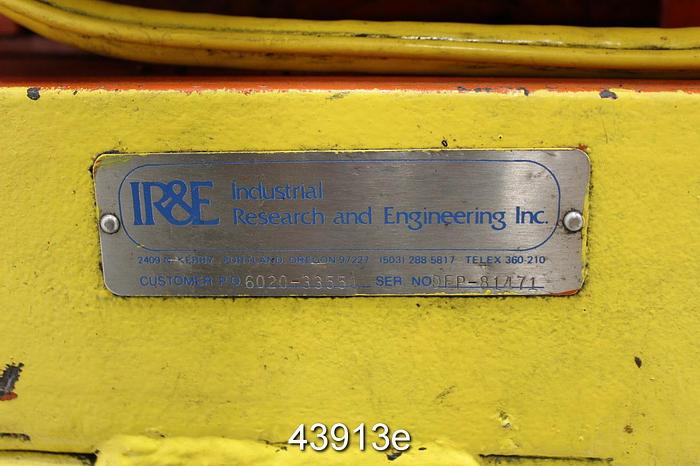 IR&E Industrial
Research and Engineering Inc.
2409 N. KERBY PORTLAND, OREGON 97227 (503) 288-5817 TELEX 360-210
CUSTOMER P/O 6020-33551 SER NO DFP-81471
43913e